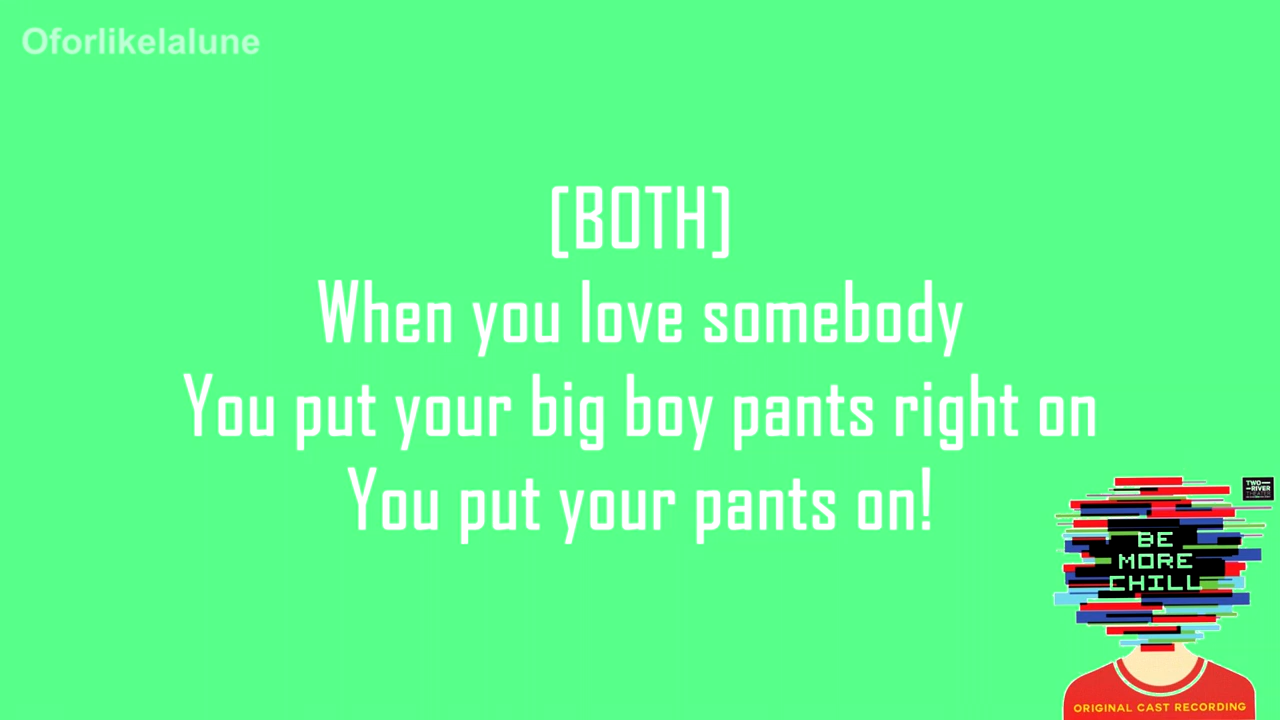 Oforlikelalune
[BOTH]
When you love somebody
You put your big boy pants right on
You put your pants on!
TWO—
—RIVER
THEATER
BE
MORE
CHILL
ORIGINAL CAST RECORDING